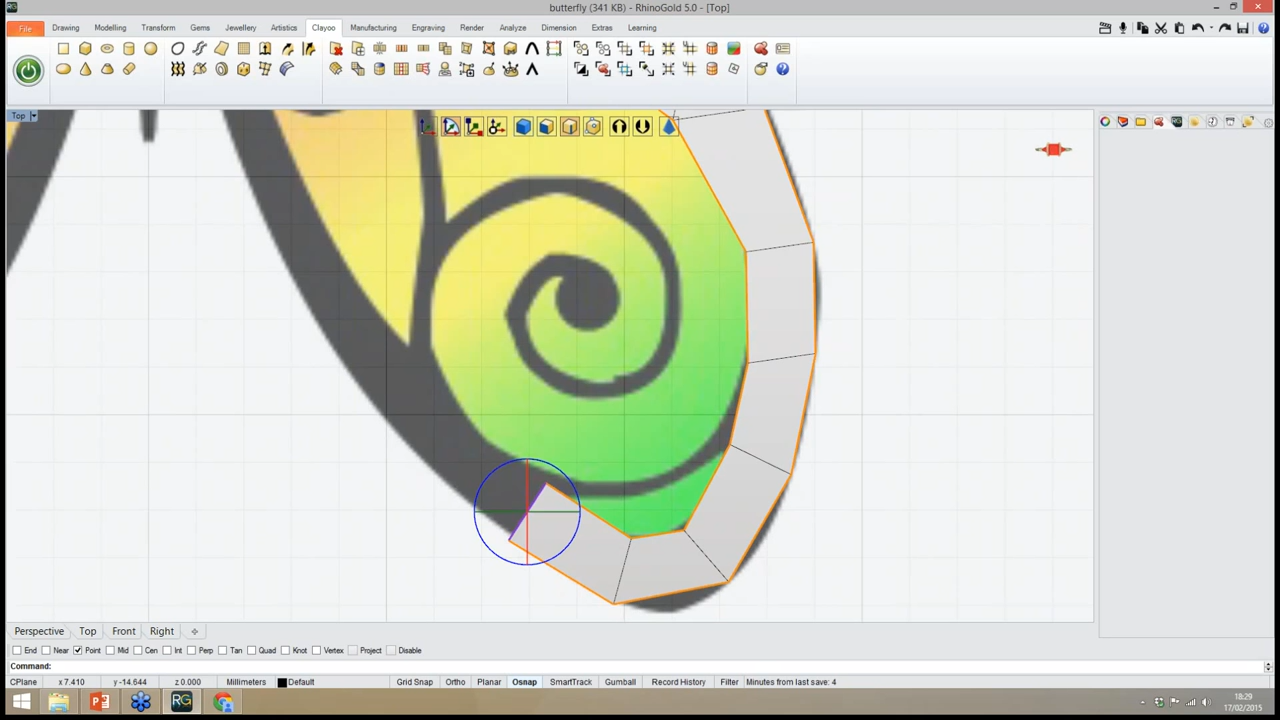 butterfly (341 KB) - RhinoGold 5.0 - [Top]
File Drawing Modelling Transform Gems Jewellery Artistics Clayoo Manufacturing Engraving Rendering Analyze Dimension Extras Learning
Top
Perspective Top Front Right
End Near Point Mid Cen Int Perp Tan Quad Knot Vertex Project Disable
Command:
CPlane x 7.410 y -14.644 z 0.000 Millimeters Default Grid Snap Ortho Planar Osnap SmartTrack Gumball Record History Filter Minutes from last save: 4
RG
18:29
17/02/2015